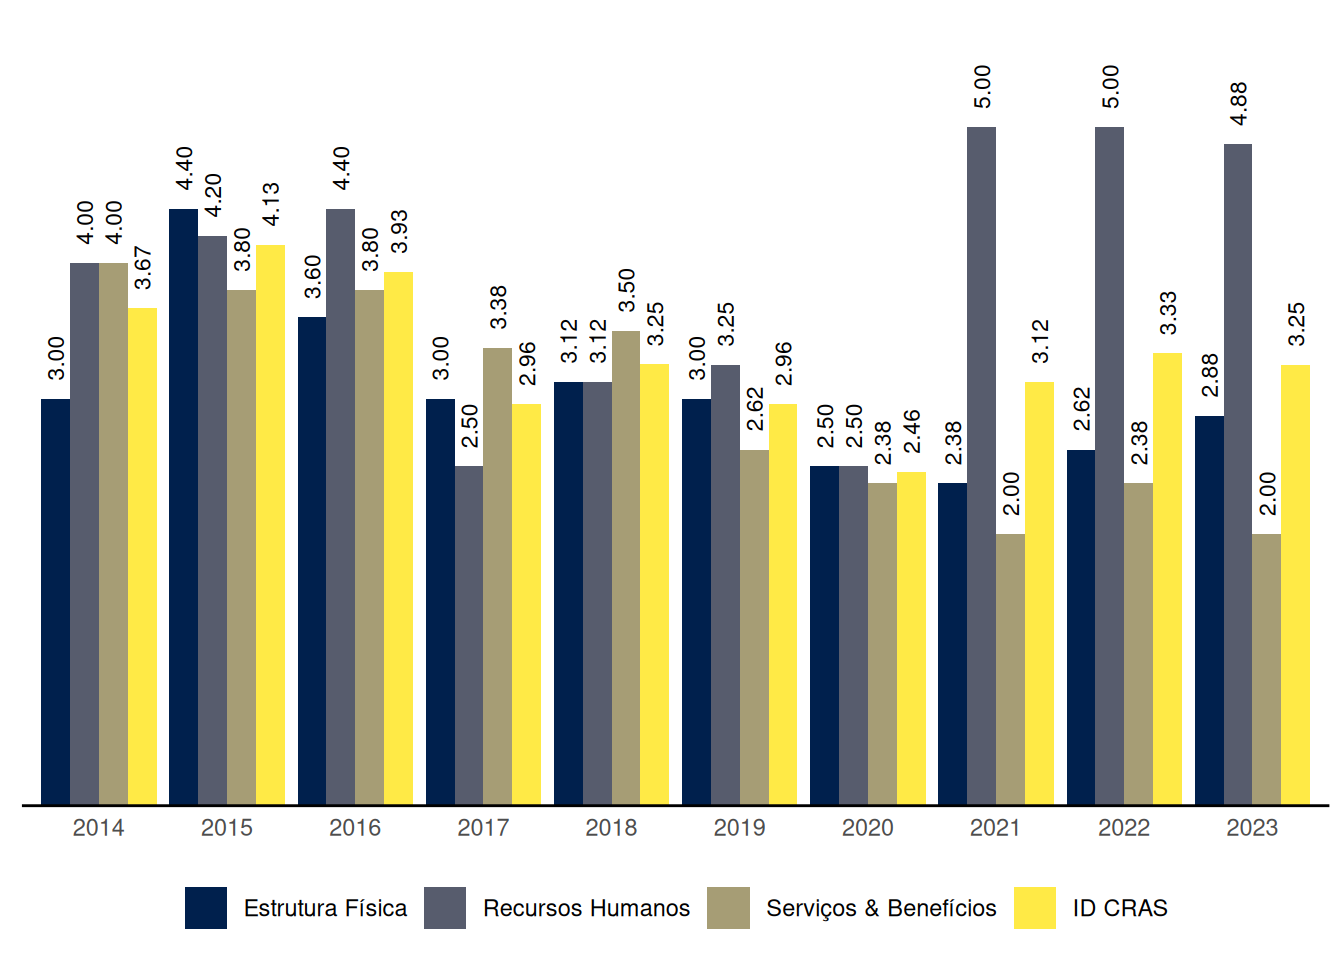 3.00 4.00 4.00 3.67 4.40 4.20 3.80 4.13 3.60 4.40 3.80 3.93 3.00 2.50 3.38 2.96 3.12 3.12 3.50 3.25 3.00 3.25 2.62 2.96 2.50 2.50 2.38 2.46 2.38 5.00 2.00 3.12 2.62 5.00 2.38 3.33 2.88 4.88 2.00 3.25
2014 2015 2016 2017 2018 2019 2020 2021 2022 2023
Estrutura Física Recursos Humanos Serviços & Benefícios ID CRAS